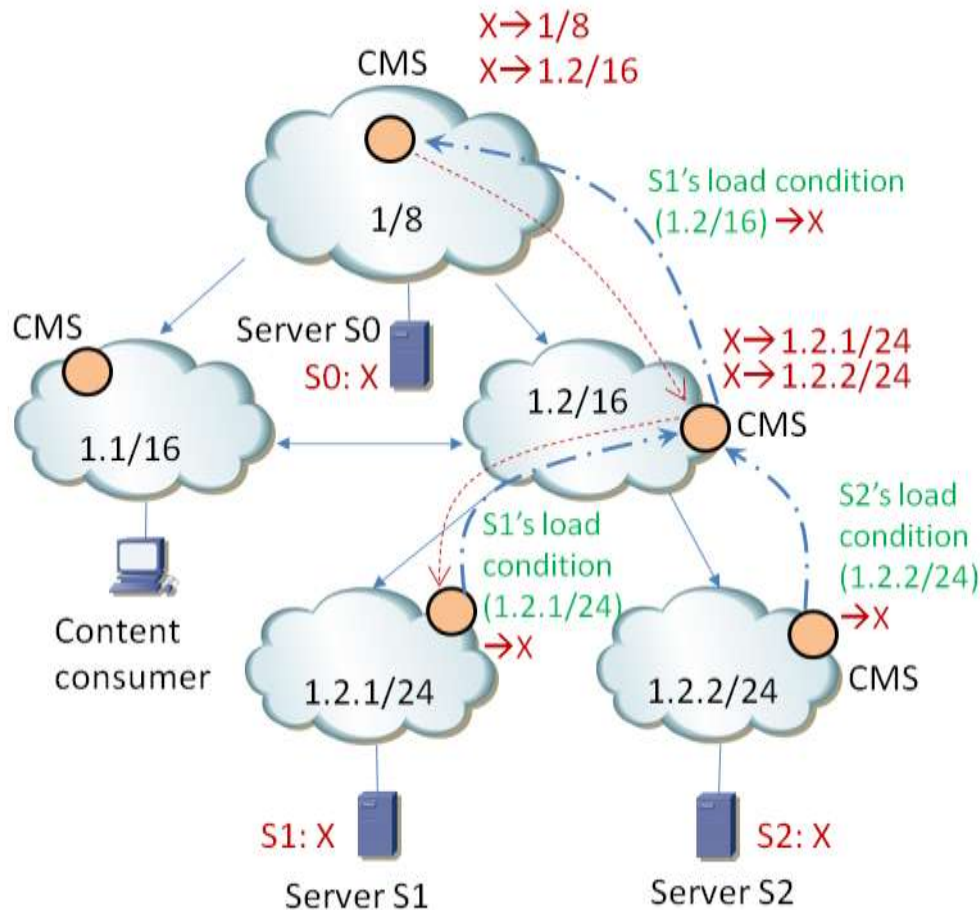 X→1/8
X→1.2/16
CMS
1/8
S1's load condition
(1.2/16) →X
CMS
Server S0
S0: X
X→1.2.1/24
X→1.2.2/24
1.2/16
CMS
1.1/16
S1's load
condition
(1.2.1/24)
→X
S2's load
condition
(1.2.2/24)
→X
Content
consumer
1.2.1/24
1.2.2/24
CMS
S1: X
S2: X
Server S1
Server S2